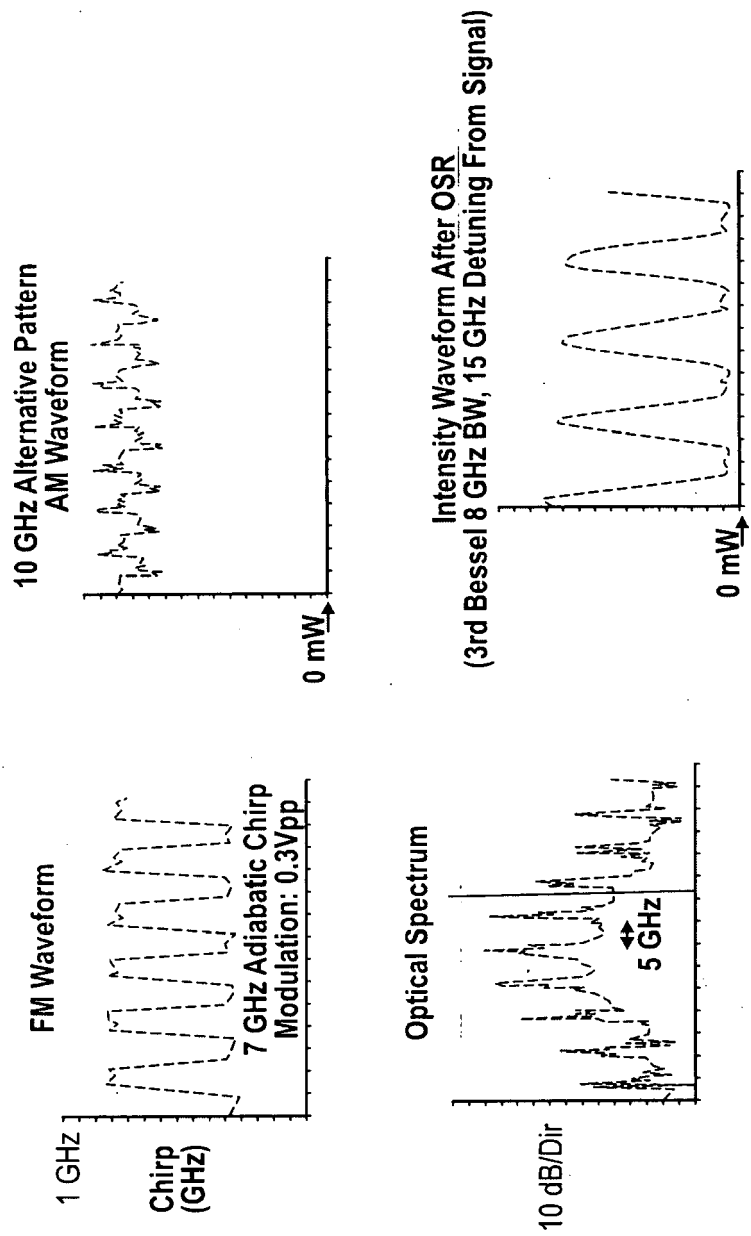 FM Waveform
1 GHz
Chirp
(GHz)
7 GHz Adiabatic Chirp
Modulation: 0.3Vpp
10 GHz Alternative Pattern
AM Waveform
0 mW
Optical Spectrum
10 dB/Dir
5 GHz
Intensity Waveform After OSR
(3rd Bessel 8 GHz BW, 15 GHz Detuning From Signal)
0 mW